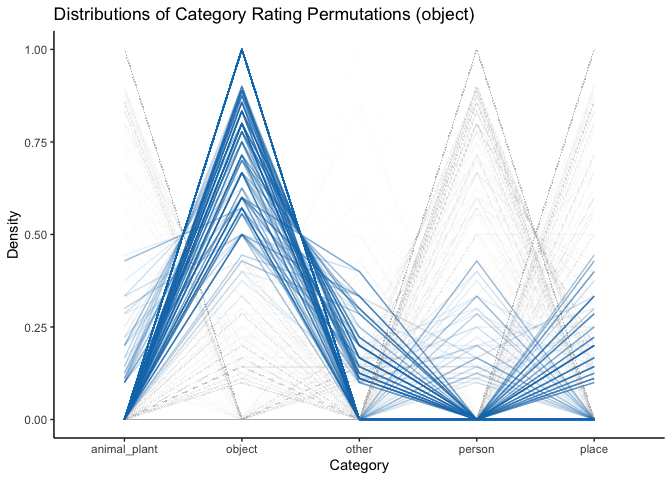 Distributions of Category Rating Permutations (object)
1.00
0.75
0.50
0.25
0.00
Density
animal_plant object other person place
Category